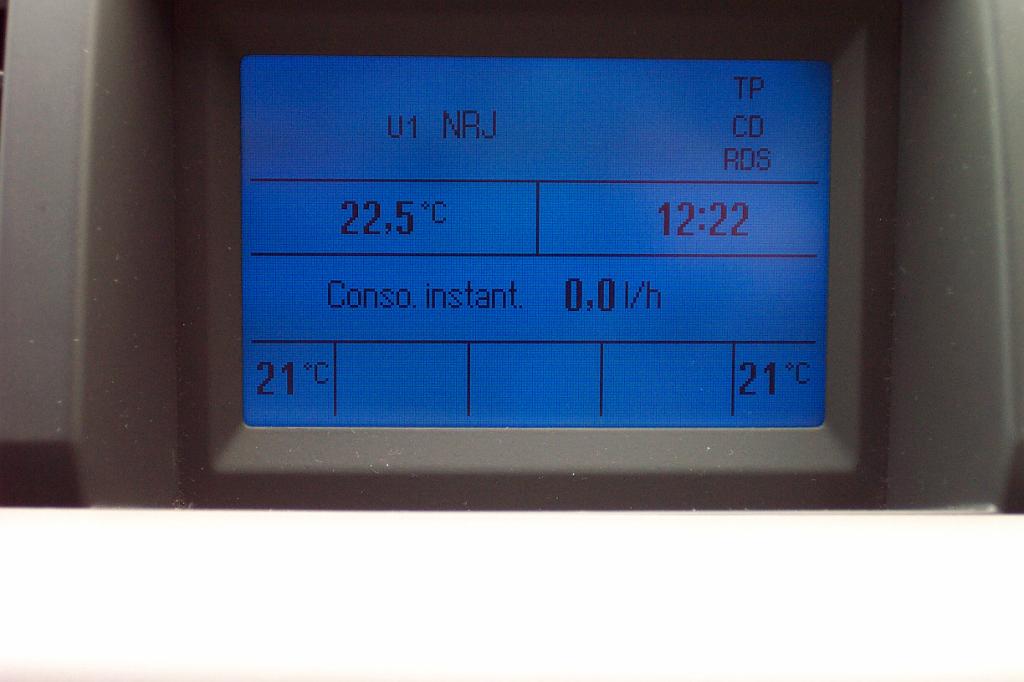 TP
U1 NRJ
CD
RDS
22,5°C 12:22
Conso. instant. 0,0 l/h
21°C 21°C